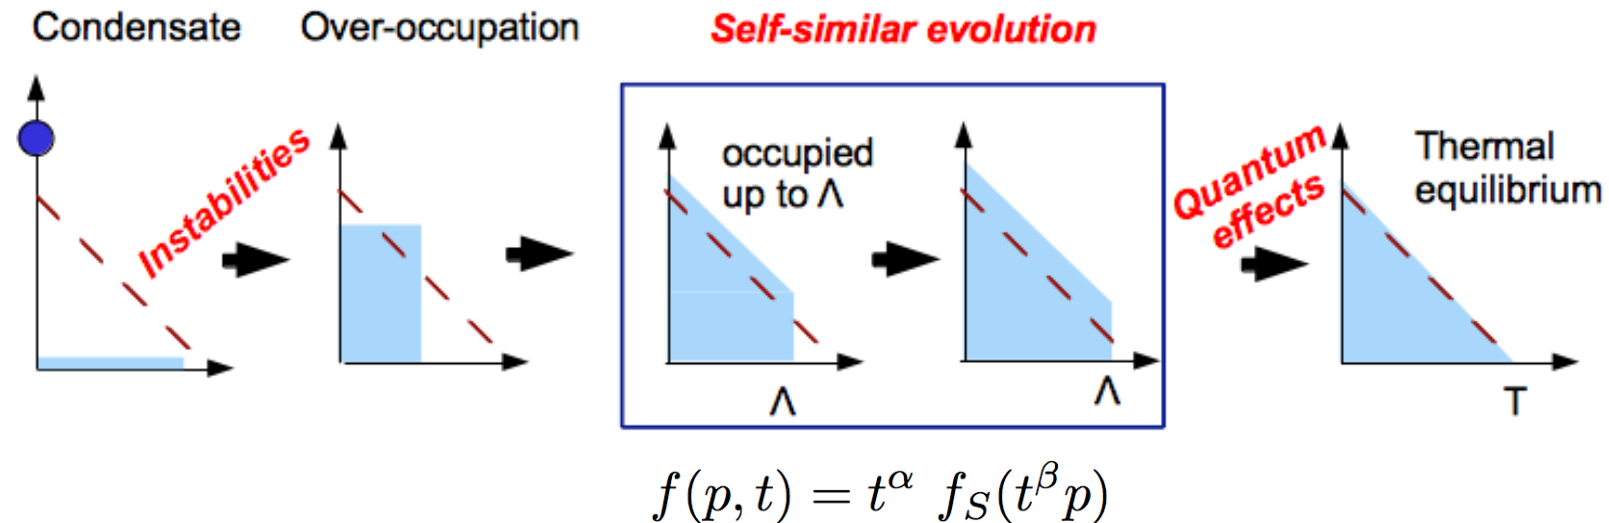 Condensate
Over-occupation
Self-similar evolution
Instabilities
occupied
up to Λ
Λ
Λ
Quantum
effects
Thermal
equilibrium
T
f(p, t) = t^α f_S(t^β p)